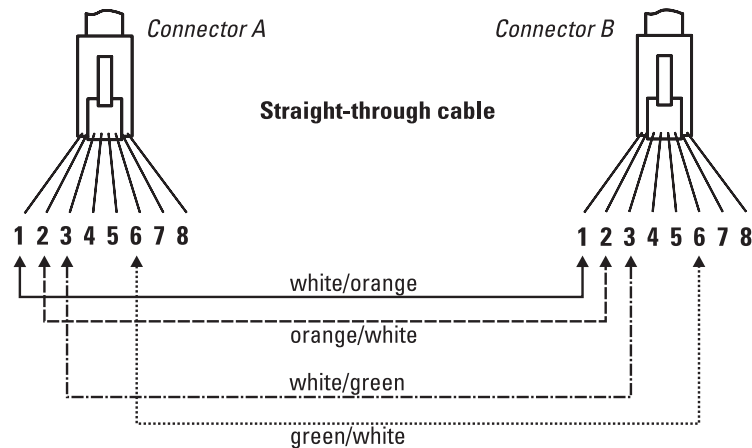 Connector A
Connector B
Straight-through cable
1 2 3 4 5 6 7 8
1 2 3 4 5 6 7 8
white/orange
orange/white
white/green
green/white